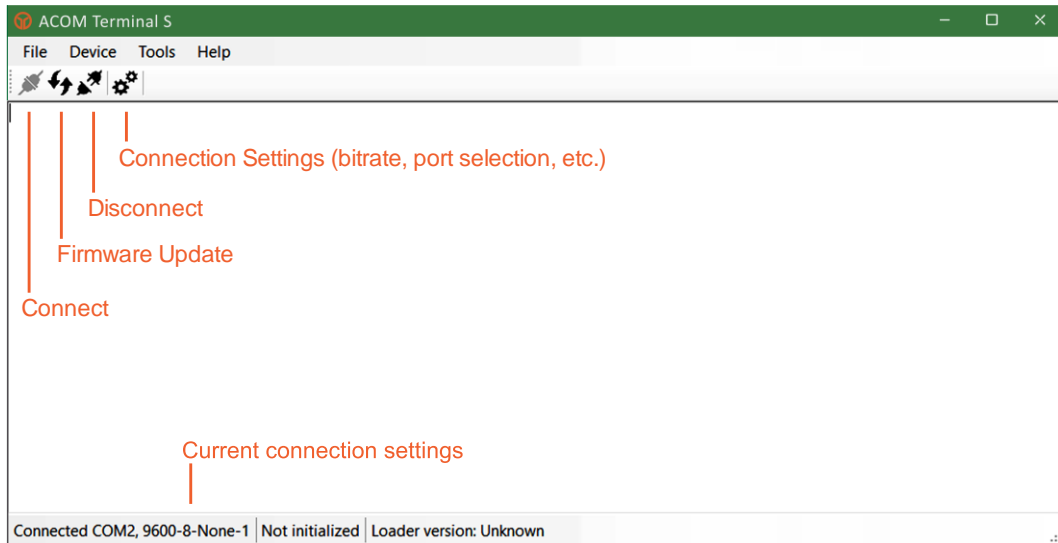 ACOM Terminal S
File Device Tools Help
Connection Settings (bitrate, port selection, etc.)
Disconnect
Firmware Update
Connect
Current connection settings
Connected COM2, 9600-8-None-1 Not initialized Loader version: Unknown